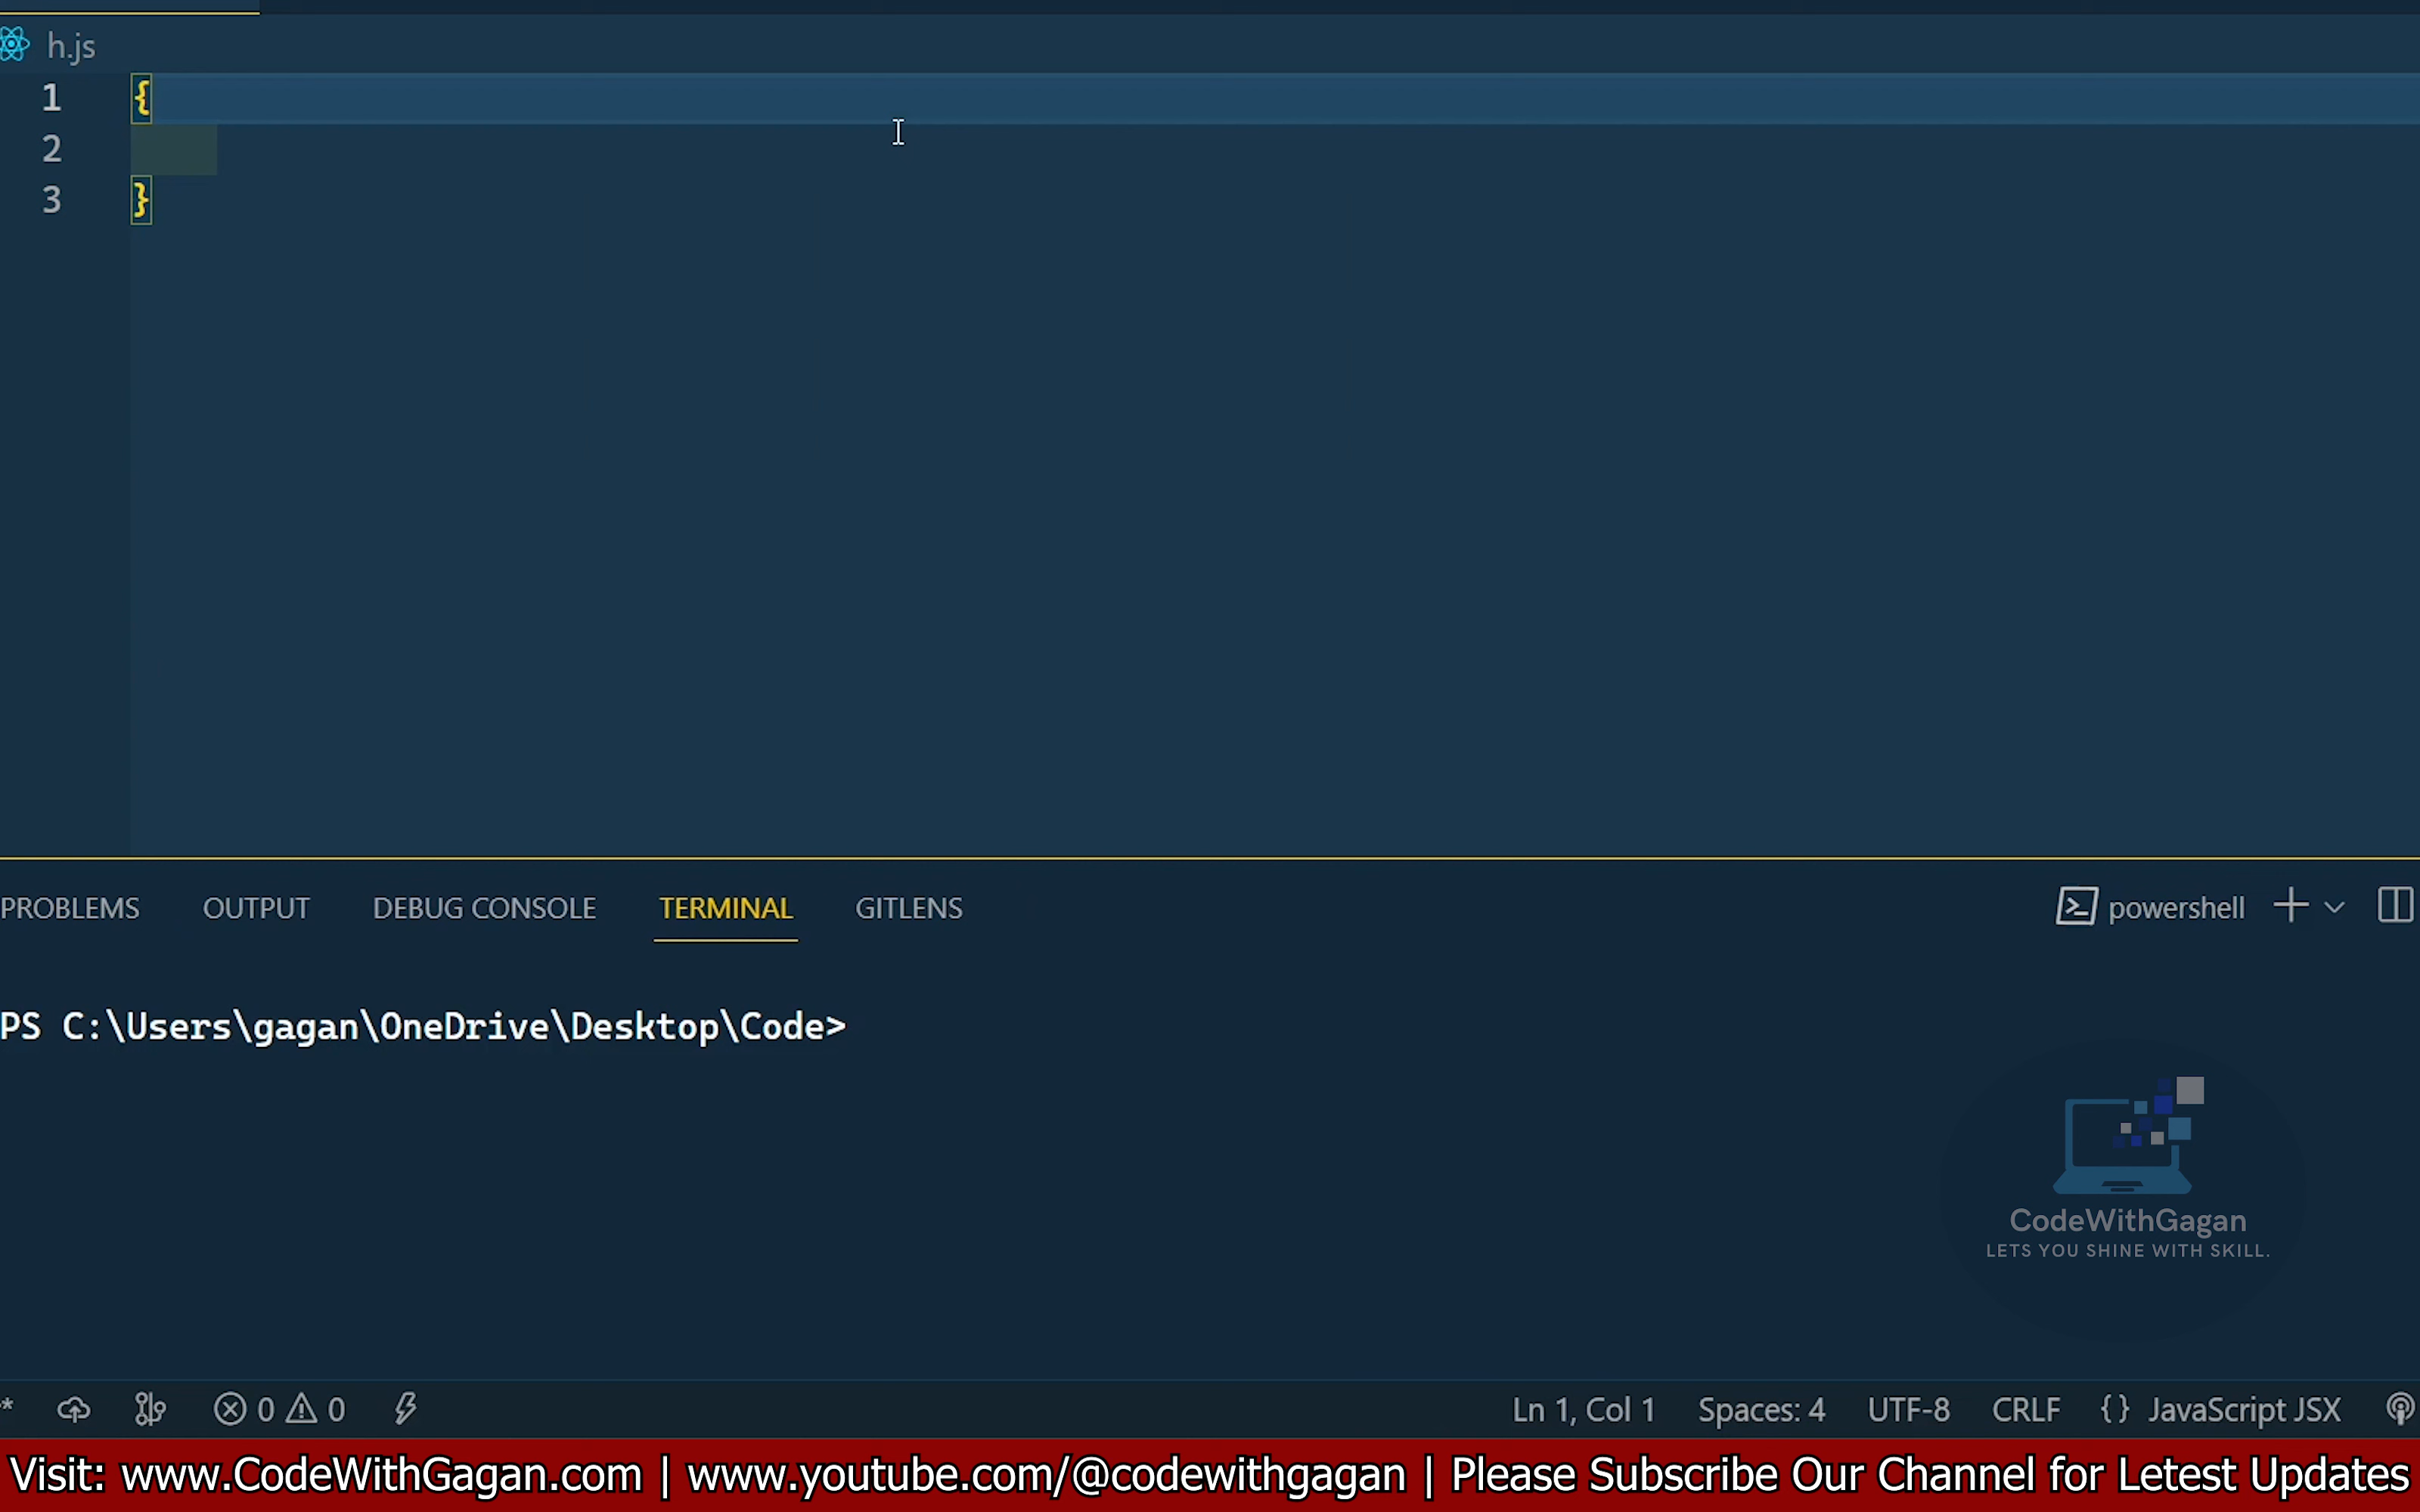 h.js
1 {
2
3 }
PROBLEMS OUTPUT DEBUG CONSOLE TERMINAL GITLENS powershell
PS C:\Users\gagan\OneDrive\Desktop\Code>
CodeWithGagan
LETS YOU SHINE WITH SKILL.
* 0 0 Ln 1, Col 1 Spaces: 4 UTF-8 CRLF {} JavaScript JSX
Visit: www.CodeWithGagan.com | www.youtube.com/@codewithgagan | Please Subscribe Our Channel for Letest Updates